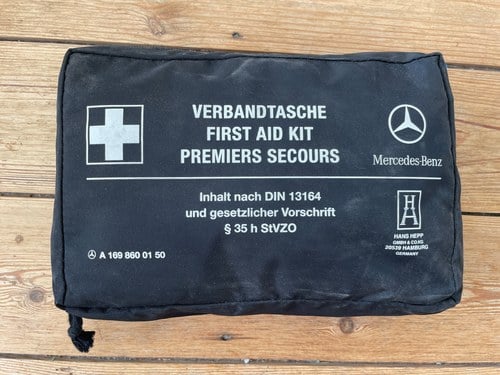 VERBANDTASCHE
FIRST AID KIT
PREMIERS SECOURS
Mercedes-Benz
Inhalt nach DIN 13164
und gesetzlicher Vorschrift
§ 35 h StVZO
A 169 860 01 50
HA
HANS HEPP
GMBH & CO.KG
20539 HAMBURG
GERMANY